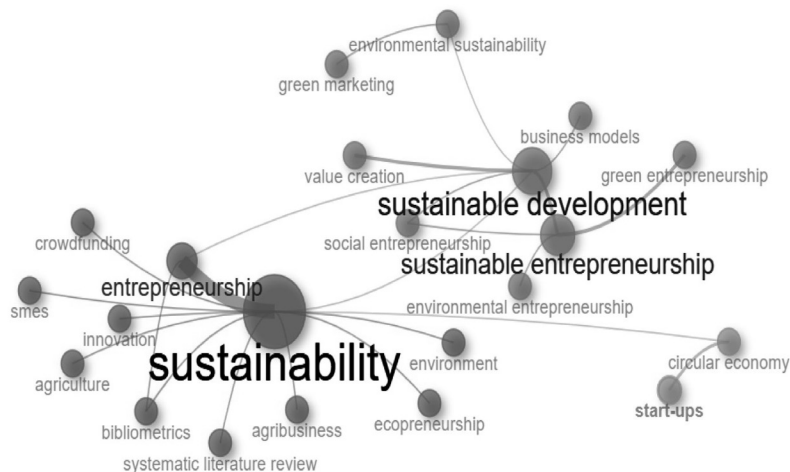 environmental sustainability
green marketing
business models
value creation
green entrepreneurship
sustainable development
crowdfunding
social entrepreneurship
sustainable entrepreneurship
entrepreneurship
smes
environmental entrepreneurship
innovation
sustainability
environment
circular economy
agriculture
start-ups
bibliometrics
agribusiness
ecopreneurship
systematic literature review